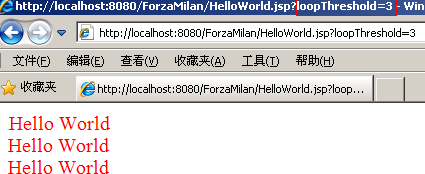 http://localhost:8080/ForzaMilan/HelloWorld.jsp?loopThreshold=3 - Win
http://localhost:8080/ForzaMilan/HelloWorld.jsp?loopThreshold=3
文件(F) 编辑(E) 查看(V) 收藏夹(A) 工具(T) 帮助(H)
收藏夹 http://localhost:8080/ForzaMilan/HelloWorld.jsp?loop...
Hello World
Hello World
Hello World